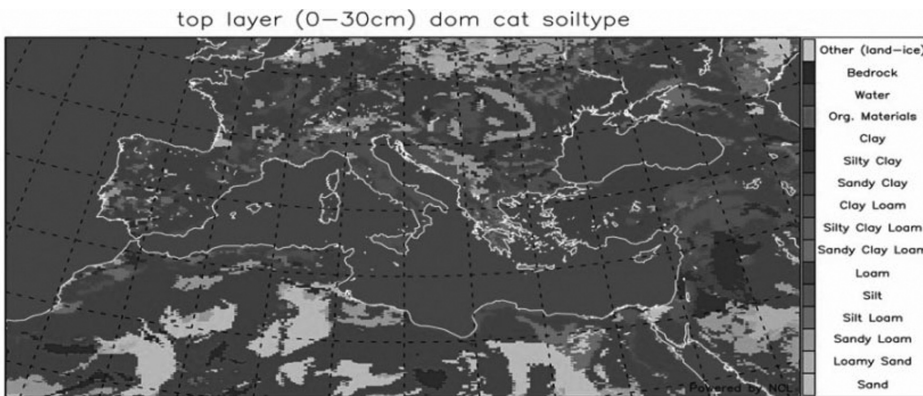 top layer (0-30cm) dom cat soiltype
Other (land-ice)
Bedrock
Water
Org. Materials
Clay
Silty Clay
Sandy Clay
Clay Loam
Silty Clay Loam
Sandy Clay Loam
Loam
Silt
Silt Loam
Sandy Loam
Loamy Sand
Sand
Powered by NCL